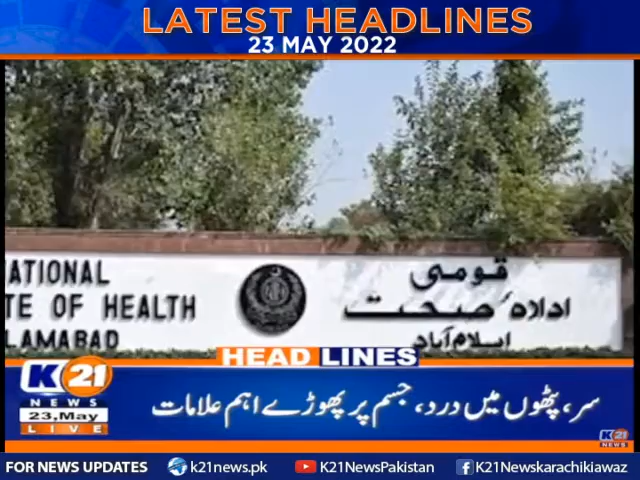 LATEST HEADLINES
23 MAY 2022
ATIONAL
TE OF HEALTH
LAMABAD
قومی
ادارہ صحت
اسلام آباد
HEAD LINES
K21
NEWS
23,May
LIVE
سر، پٹھوں میں درد، جسم پر پھوڑے اہم علامات
K21
NEWS
FOR NEWS UPDATES k21news.pk K21NewsPakistan K21Newskarachikiawaz